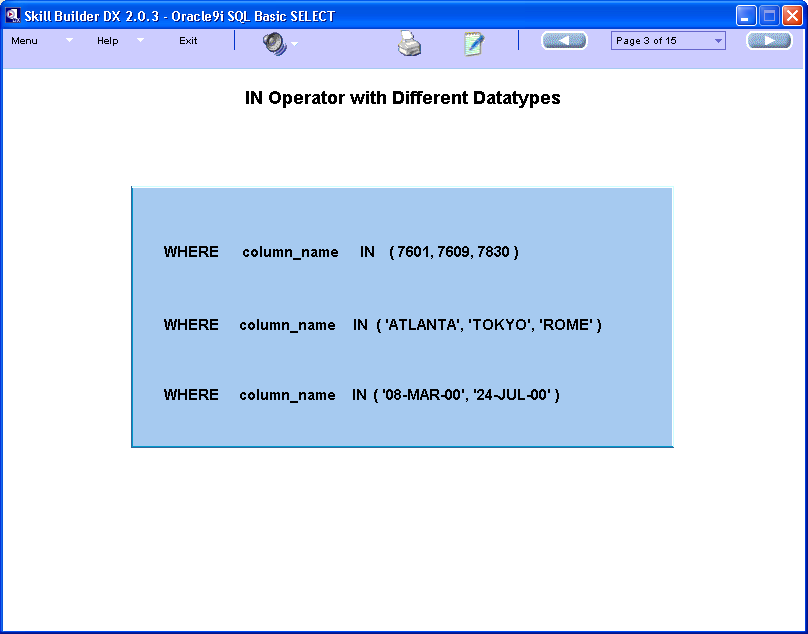 Skill Builder DX 2.0.3 - Oracle9i SQL Basic SELECT
Menu Help Exit Page 3 of 15
IN Operator with Different Datatypes
WHERE column_name IN ( 7601, 7609, 7830 )
WHERE column_name IN ( 'ATLANTA', 'TOKYO', 'ROME' )
WHERE column_name IN ( '08-MAR-00', '24-JUL-00' )